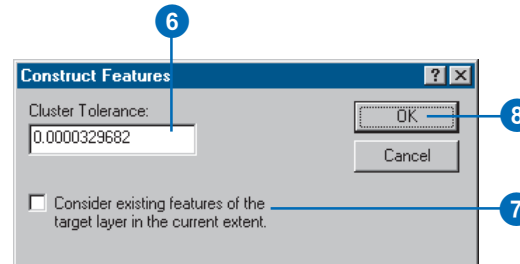 6
Construct Features
Cluster Tolerance:
0.0000329682
OK
8
Cancel
Consider existing features of the
target layer in the current extent.
7